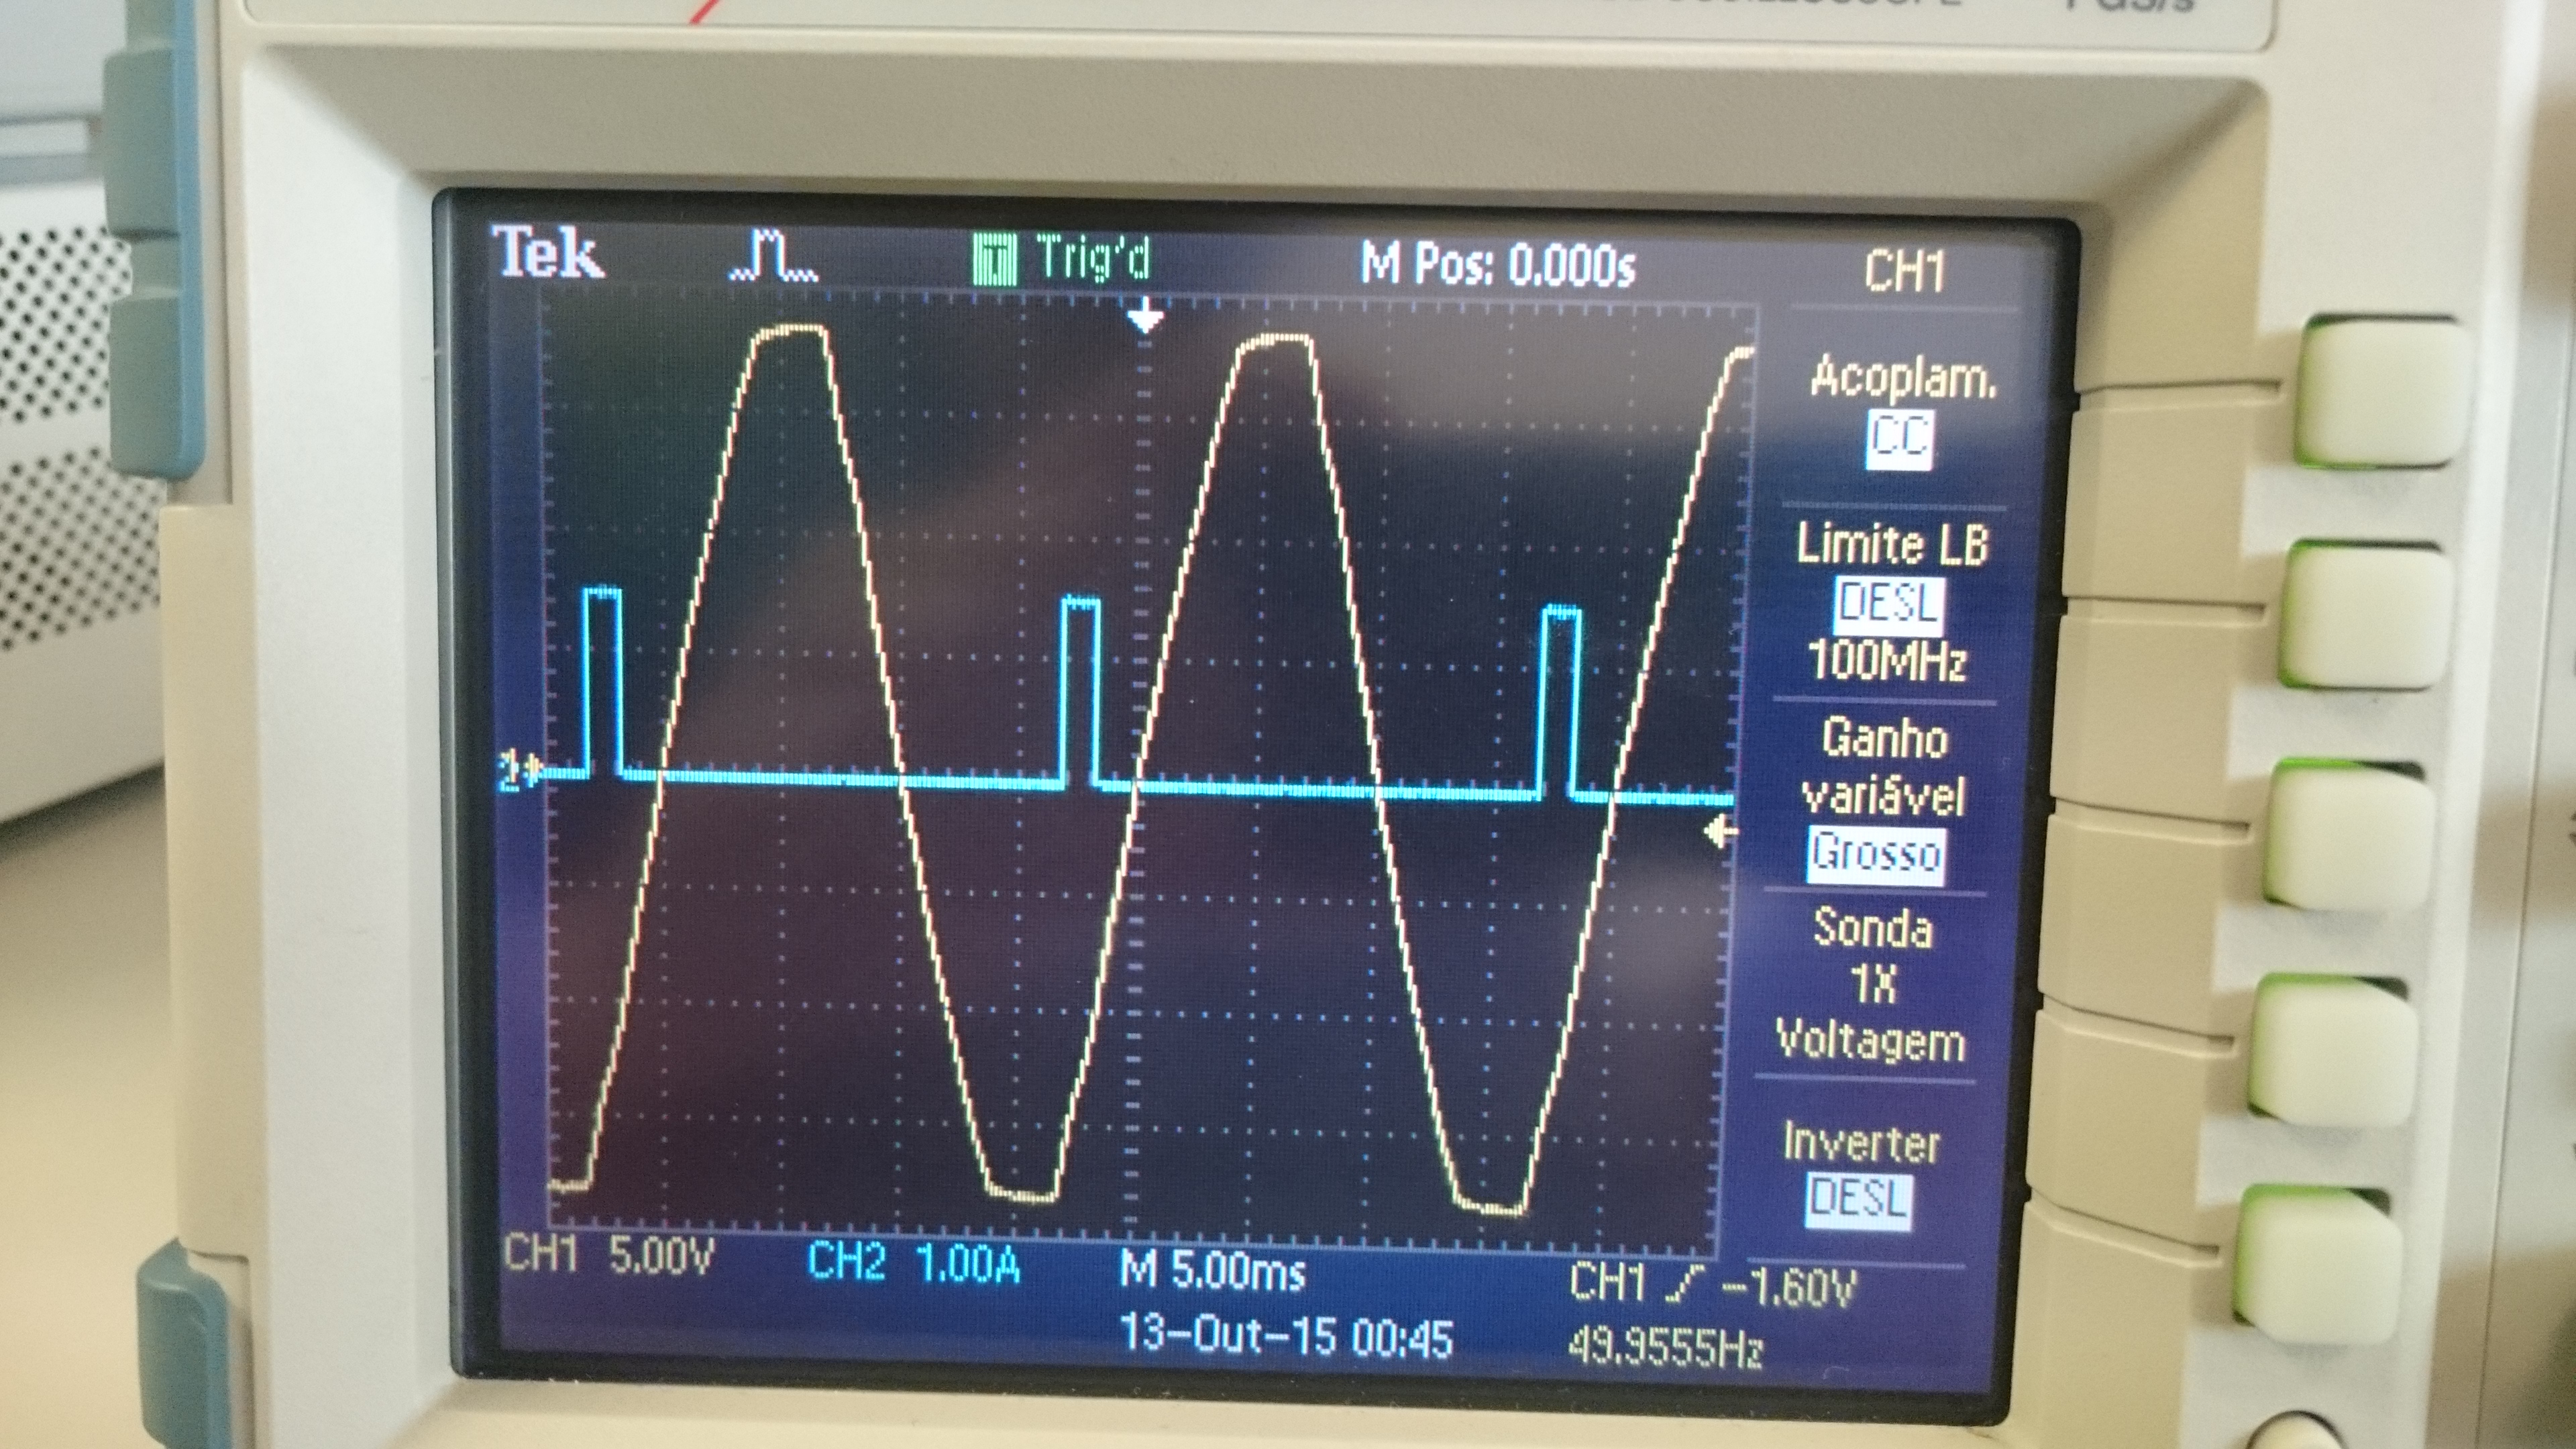 1 GS/s
Tek T Trig'd M Pos: 0.000s CH1
Acoplam.
CC
Limite LB
DESL
100MHz
Ganho
variável
Grosso
Sonda
1X
Voltagem
Inverter
DESL
CH1 5.00V CH2 1.00A M 5.00ms CH1 -1.60V
13-Out-15 00:45 49.9555Hz